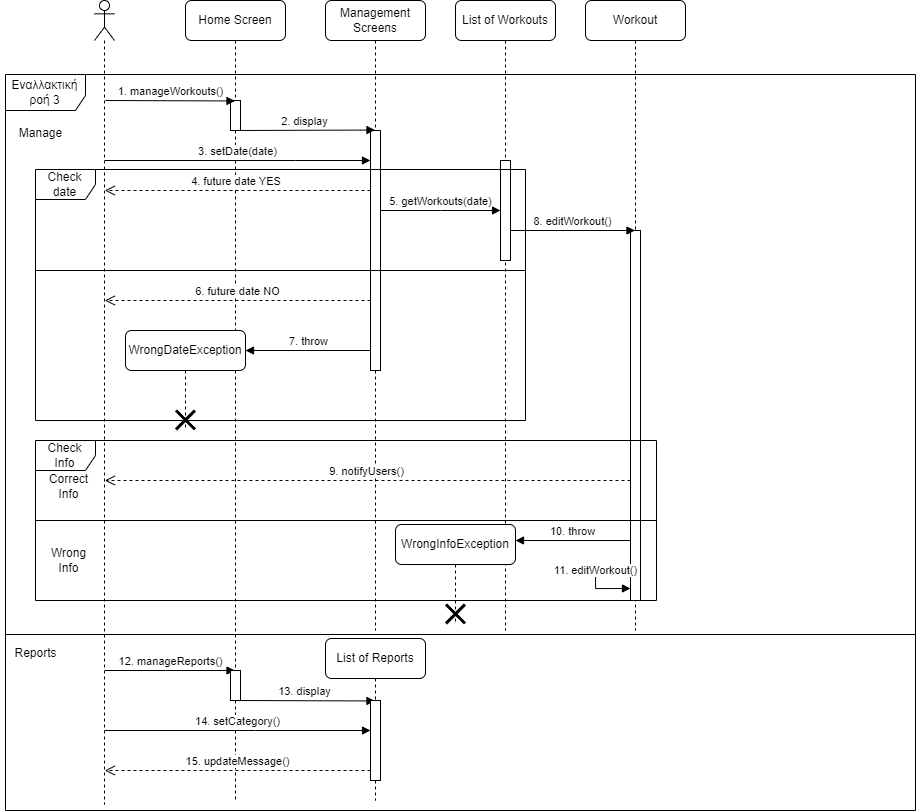 Home Screen
Management
Screens
List of Workouts
Workout
Εναλλακτική
ροή 3
1. manageWorkouts()
2. display
Manage
3. setDate(date)
Check
date
4. future date YES
5. getWorkouts(date)
8. editWorkout()
6. future date NO
7. throw
WrongDateException
Check
Info
9. notifyUsers()
Correct
Info
10. throw
WrongInfoException
Wrong
Info
11. editWorkout()
Reports
List of Reports
12. manageReports()
13. display
14. setCategory()
15. updateMessage()